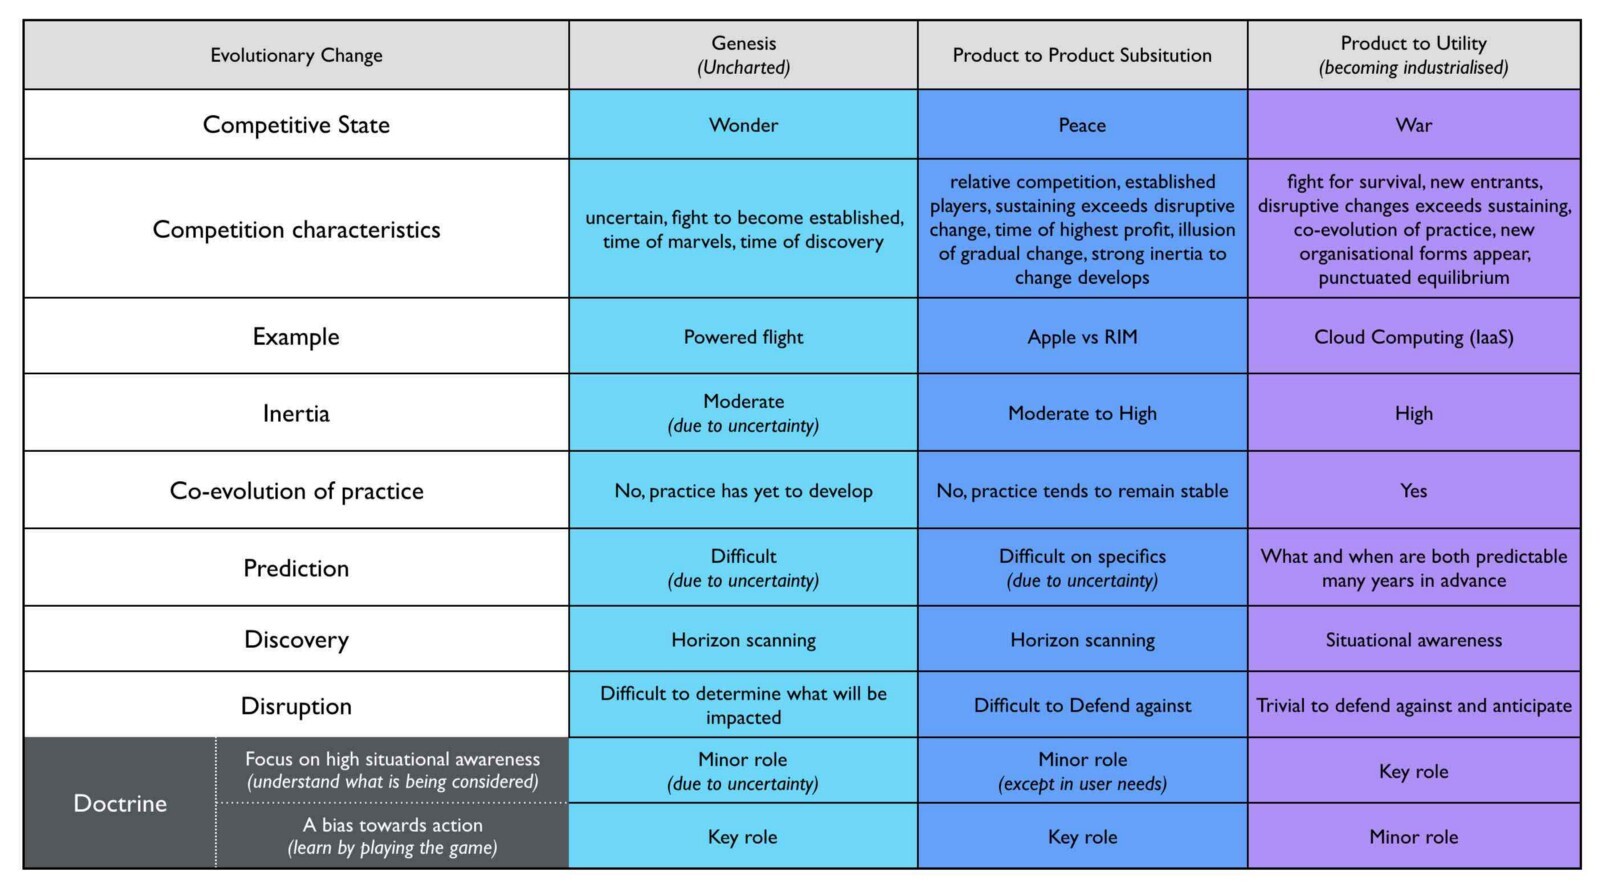 Evolutionary Change
Genesis
(Uncharted)
Product to Product Subsitution
Product to Utility
(becoming industrialised)
Competitive State
Wonder
Peace
War
Competition characteristics
uncertain, fight to become established,
time of marvels, time of discovery
relative competition, established
players, sustaining exceeds disruptive
change, time of highest profit, illusion
of gradual change, strong inertia to
change develops
fight for survival, new entrants,
disruptive changes exceeds sustaining,
co-evolution of practice, new
organisational forms appear,
punctuated equilibrium
Example
Powered flight
Apple vs RIM
Cloud Computing (IaaS)
Inertia
Moderate
(due to uncertainty)
Moderate to High
High
Co-evolution of practice
No, practice has yet to develop
No, practice tends to remain stable
Yes
Prediction
Difficult
(due to uncertainty)
Difficult on specifics
(due to uncertainty)
What and when are both predictable
many years in advance
Discovery
Horizon scanning
Horizon scanning
Situational awareness
Disruption
Difficult to determine what will be
impacted
Difficult to Defend against
Trivial to defend against and anticipate
Doctrine
Focus on high situational awareness
(understand what is being considered)
Minor role
(due to uncertainty)
Minor role
(except in user needs)
Key role
A bias towards action
(learn by playing the game)
Key role
Key role
Minor role